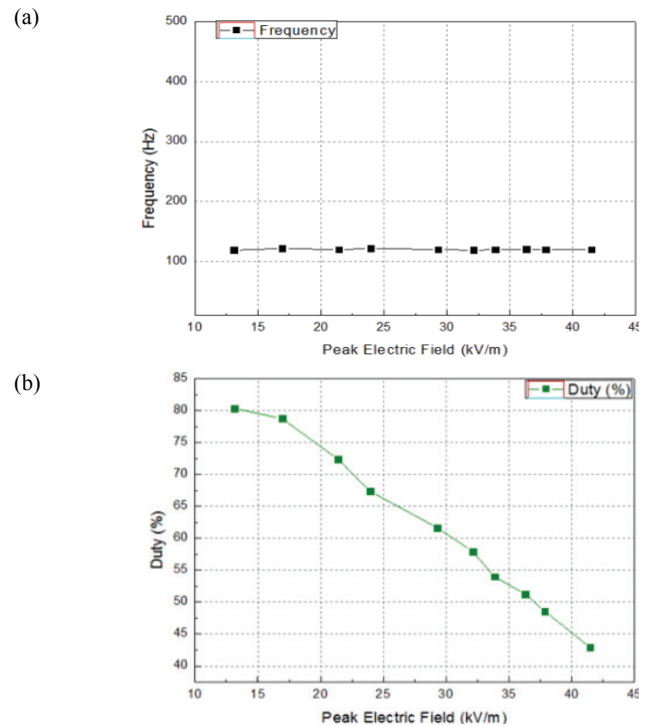 (a)
Frequency
500
400
300
200
100
Frequency (Hz)
10 15 20 25 30 35 40 45
Peak Electric Field (kV/m)
(b)
Duty (%)
85
80
75
70
65
60
55
50
45
40
Duty (%)
10 15 20 25 30 35 40 45
Peak Electric Field (kV/m)